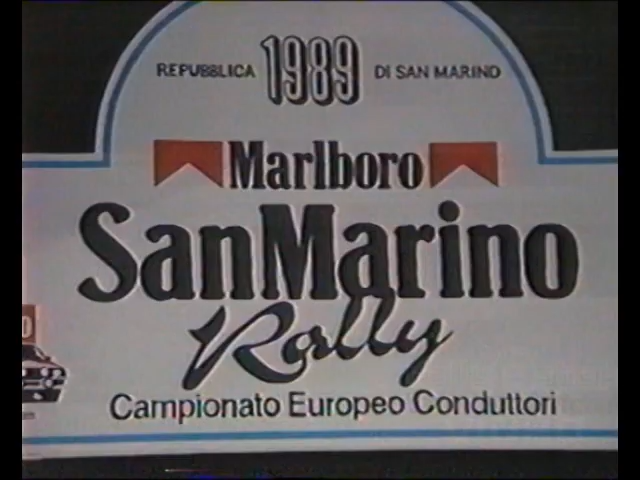 REPUBBLICA 1989 DI SAN MARINO
Marlboro
SanMarino
Rally
Campionato Europeo Conduttori